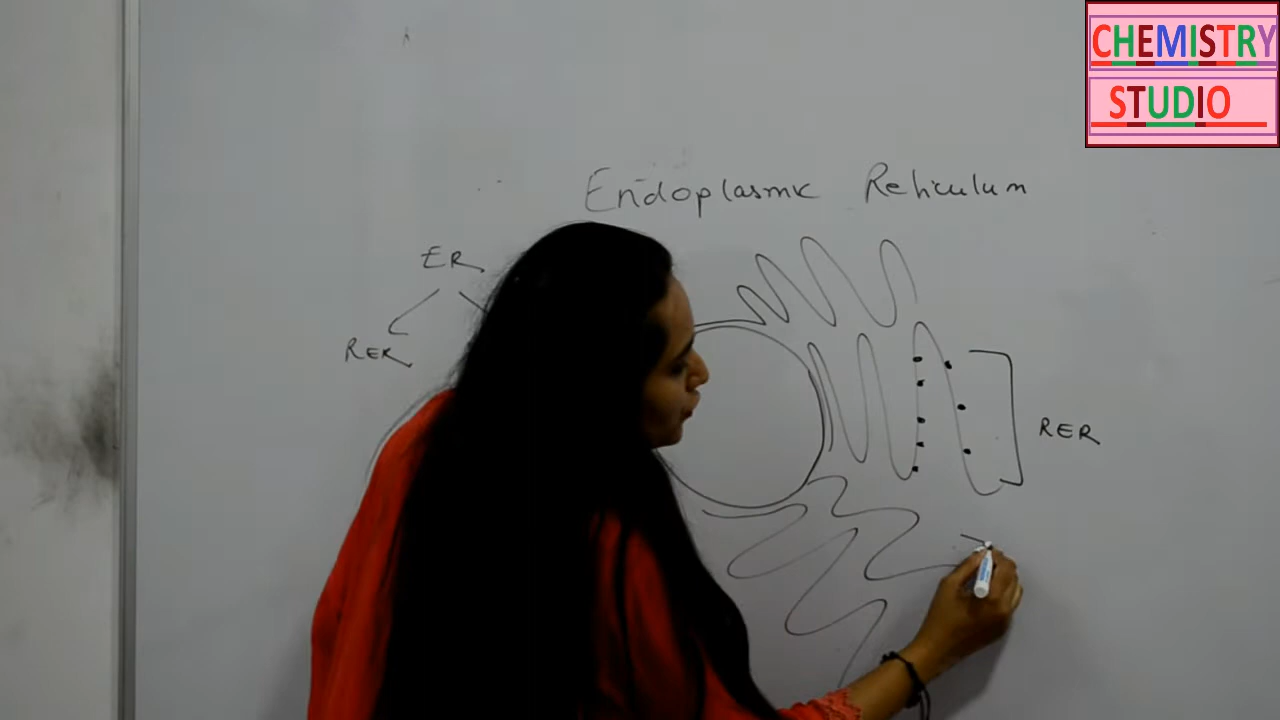 CHEMISTRY
STUDIO
Endoplasmic Reticulum
ER
RER
RER